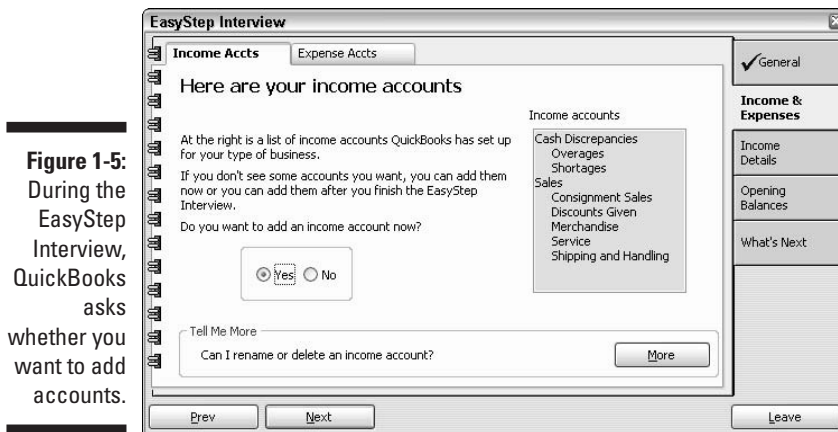 Figure 1-5:
During the
EasyStep
Interview,
QuickBooks
asks
whether you
want to add
accounts.
EasyStep Interview
Income Accts
Expense Accts
Here are your income accounts
At the right is a list of income accounts QuickBooks has set up
for your type of business.
If you don't see some accounts you want, you can add them
now or you can add them after you finish the EasyStep
Interview.
Do you want to add an income account now?
Yes
No
Income accounts
Cash Discrepancies
Overages
Shortages
Sales
Consignment Sales
Discounts Given
Merchandise
Service
Shipping and Handling
Tell Me More
Can I rename or delete an income account?
More
General
Income &
Expenses
Income
Details
Opening
Balances
What's Next
Prev
Next
Leave